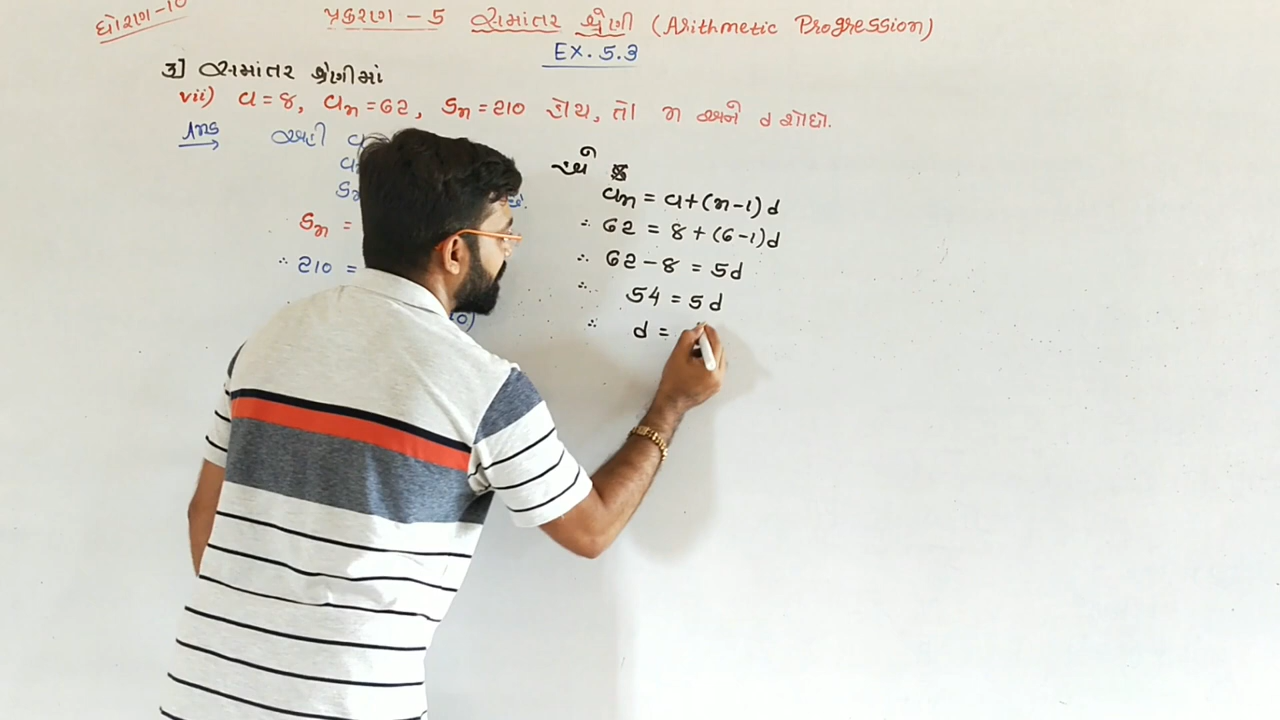 ધોરણ-10
પ્રકરણ - 5 સમાંતર શ્રેણી (Arithmetic Progression)
EX. 5.3
3] સમાંતર શ્રેણીમાં
vii) a = 8, an = 62, Sn = 210 હોય, તો n અને d શોધો.
Ans
અહી
Sn =
∴ 210 =
an = a + (n-1) d
∴ 62 = 8 + (6-1)d
∴ 62 - 8 = 5d
∴ 54 = 5d
∴ d =